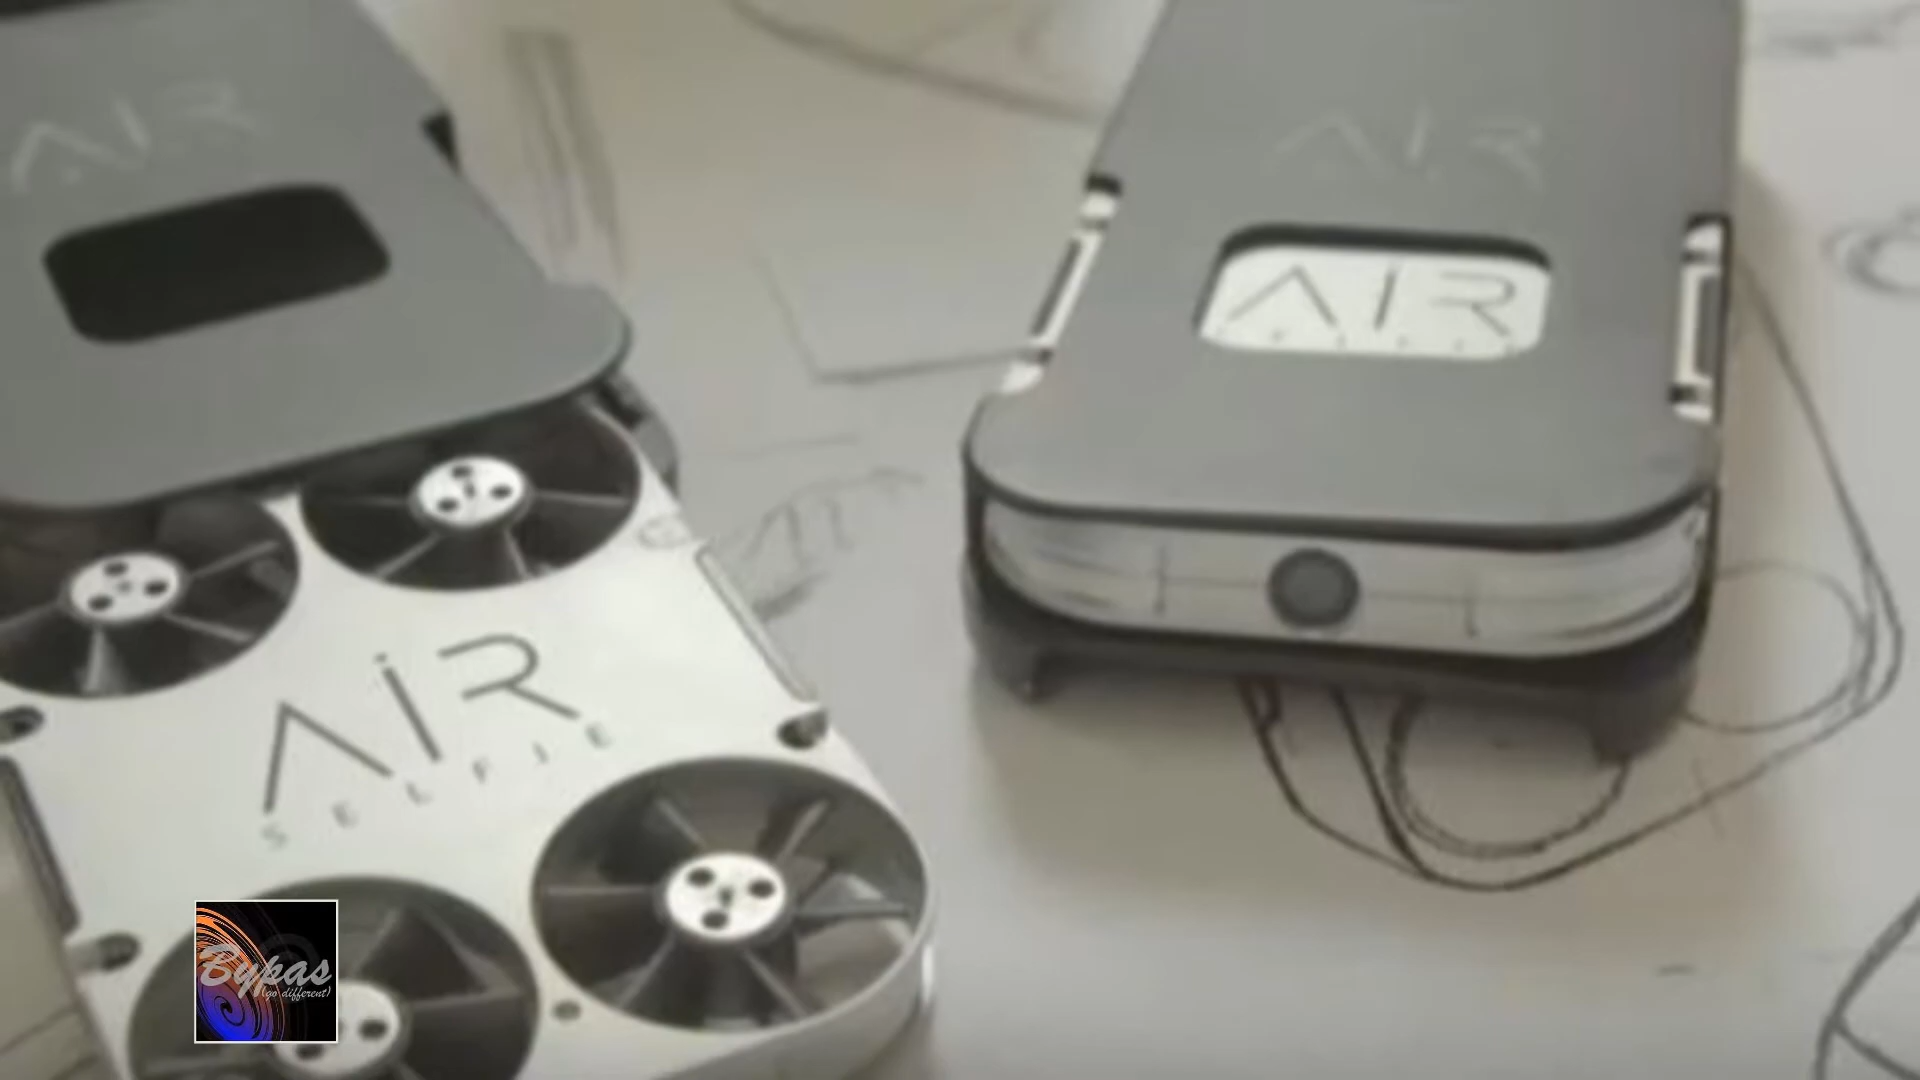 AIR
AIR
AIR
AIR
SELFIE
Bypas
(go different)